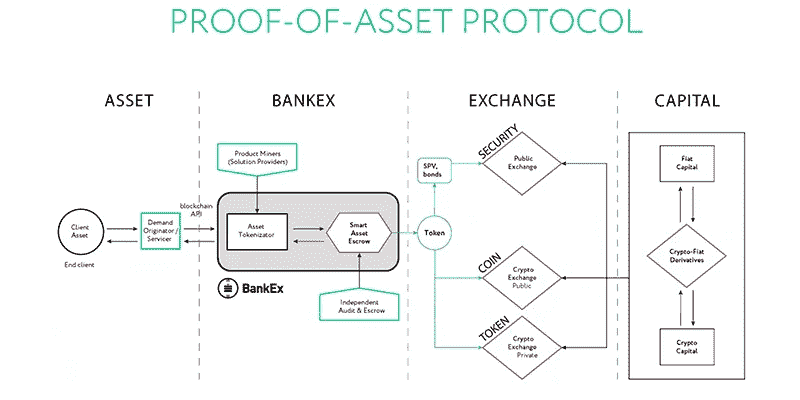 PROOF-OF-ASSET PROTOCOL
ASSET
BANKEX
EXCHANGE
CAPITAL
Product Miners
(Solution Providers)
blockchain
API
Client
Asset
End client
Demand
Originator /
Servicer
Asset
Tokenizator
Smart
Asset
Escrow
BankEx
Independent
Audit & Escrow
SPV,
bonds
Token
SECURITY
Public
Exchange
COIN
Crypto
Exchange
Public
TOKEN
Crypto
Exchange
Private
Fiat
Capital
Crypto-Fiat
Derivatives
Crypto
Capital